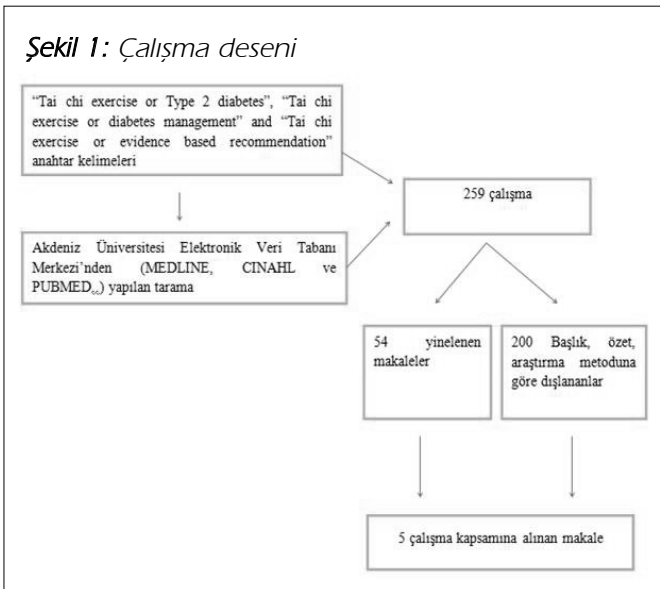 Şekil 1: Çalışma deseni
“Tai chi exercise or Type 2 diabetes”, “Tai chi
exercise or diabetes management” and “Tai chi
exercise or evidence based recommendation”
anahtar kelimeleri
259 çalışma
Akdeniz Üniversitesi Elektronik Veri Tabanı
Merkezi’nden (MEDLINE, CINAHL ve
PUBMED) yapılan tarama
54 yinelenen
makaleler
200 Başlık, özet,
araştırma metoduna
göre dışlananlar
5 çalışma kapsamına alınan makale